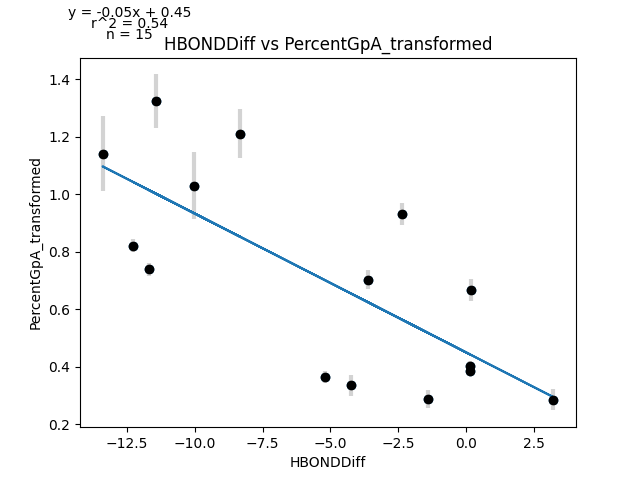 y = -0.05x + 0.45
r^2 = 0.54
n = 15
HBONDDiff vs PercentGpA_transformed
PercentGpA_transformed
1.4
1.2
1.0
0.8
0.6
0.4
0.2
−12.5 −10.0 −7.5 −5.0 −2.5 0.0 2.5
HBONDDiff